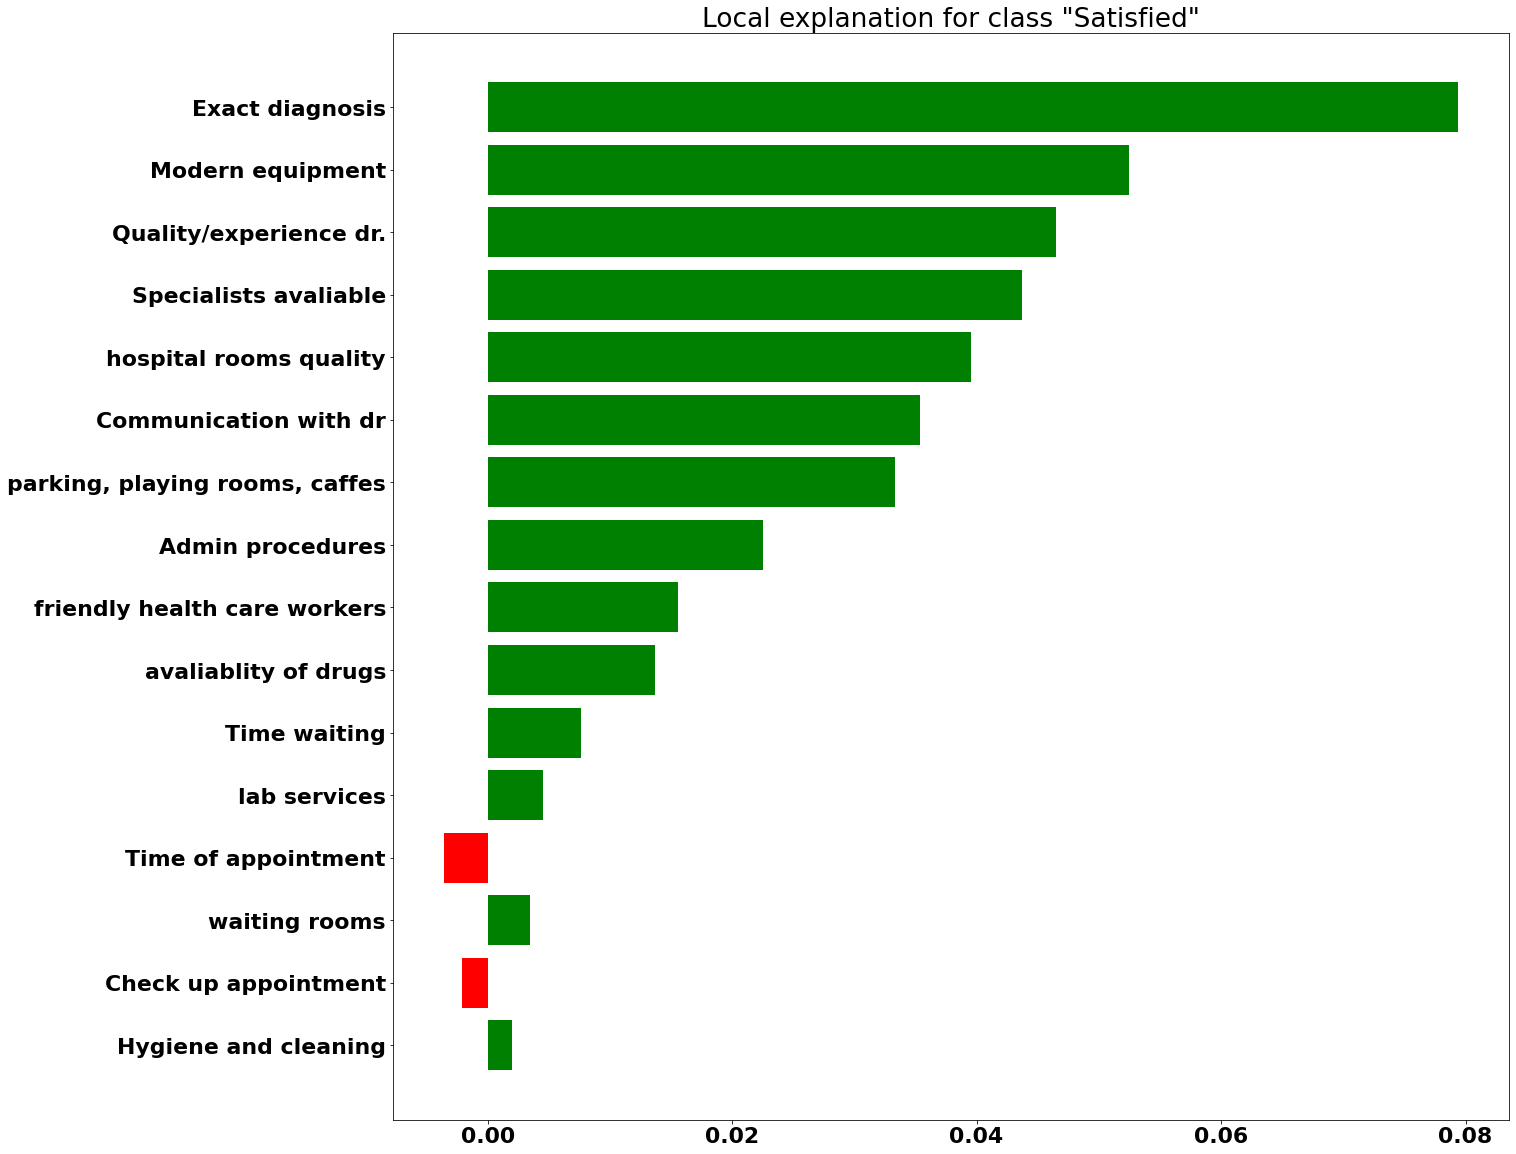 Local explanation for class "Satisfied"
Exact diagnosis
Modern equipment
Quality/experience dr.
Specialists avaliable
hospital rooms quality
Communication with dr
parking, playing rooms, caffes
Admin procedures
friendly health care workers
avaliablity of drugs
Time waiting
lab services
Time of appointment
waiting rooms
Check up appointment
Hygiene and cleaning
0.00 0.02 0.04 0.06 0.08